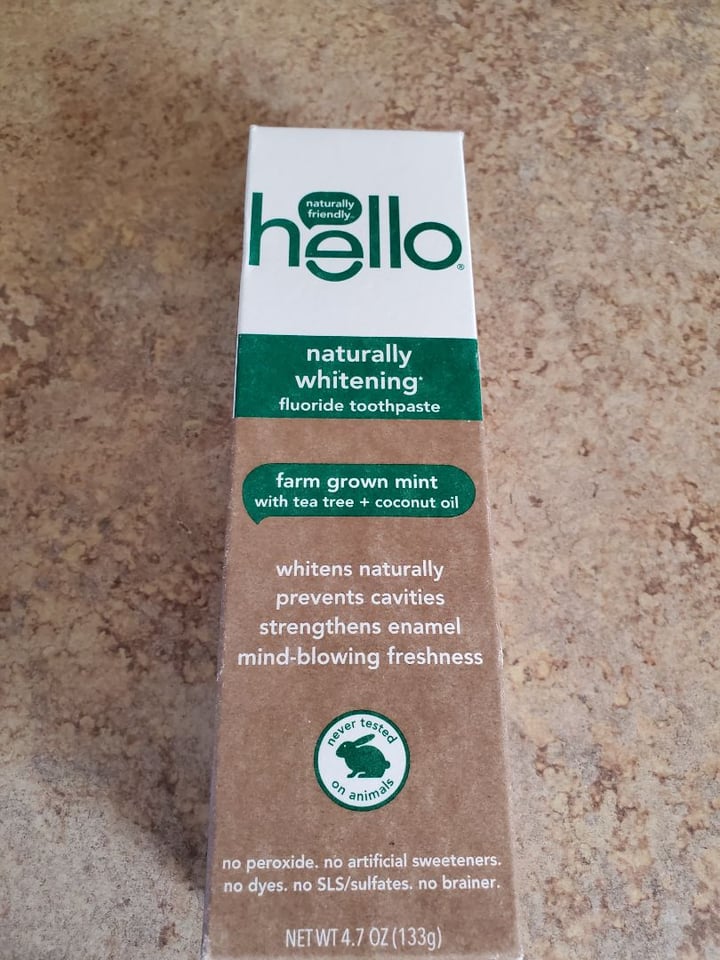 naturally
friendly™
hello®
naturally
whitening*
fluoride toothpaste
farm grown mint
with tea tree + coconut oil
whitens naturally
prevents cavities
strengthens enamel
mind-blowing freshness
never tested
on animals
no peroxide. no artificial sweeteners.
no dyes. no SLS/sulfates. no brainer.
NET WT 4.7 OZ (133g)